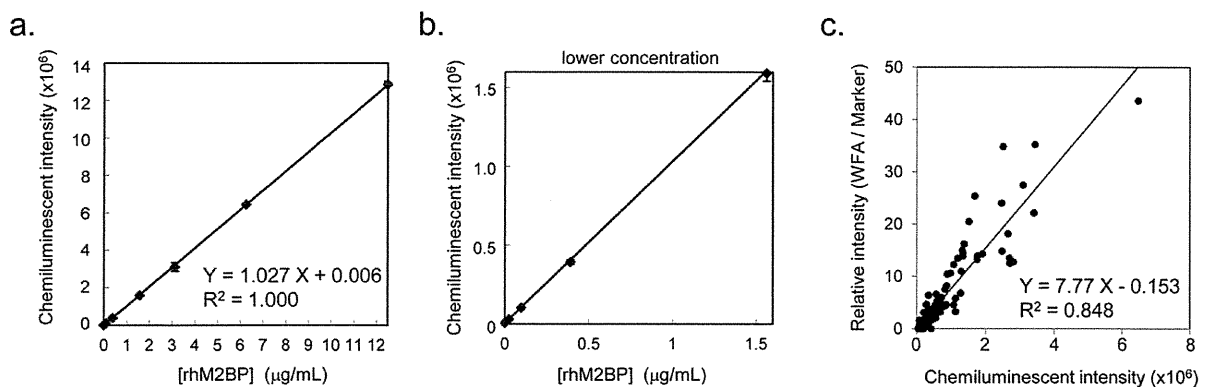 a.
Chemiluminescent intensity (x10⁶)
14
12
10
8
6
4
2
0
Y = 1.027 X + 0.006
R² = 1.000
0 1 2 3 4 5 6 7 8 9 10 11 12
[rhM2BP] (μg/mL)
b.
lower concentration
Chemiluminescent intensity (x10⁶)
1.5
1.0
0.5
0
0 0.5 1 1.5
[rhM2BP] (μg/mL)
c.
Relative intensity (WFA / Marker)
50
40
30
20
10
0
Y = 7.77 X - 0.153
R² = 0.848
0 2 4 6 8
Chemiluminescent intensity (x10⁶)